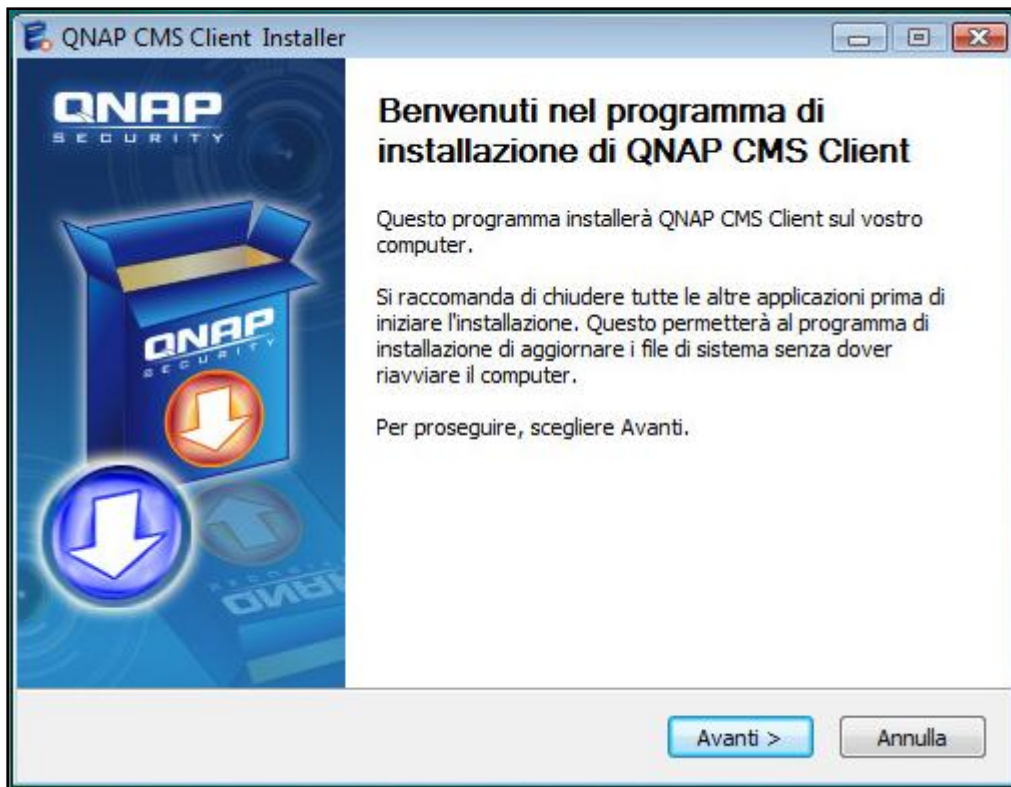 QNAP CMS Client Installer
QNAP
SECURITY
Benvenuti nel programma di
installazione di QNAP CMS Client
Questo programma installerà QNAP CMS Client sul vostro
computer.
Si raccomanda di chiudere tutte le altre applicazioni prima di
iniziare l'installazione. Questo permetterà al programma di
installazione di aggiornare i file di sistema senza dover
riavviare il computer.
Per proseguire, scegliere Avanti.
QNAP
SECURITY
QNAP
SECURITY
Avanti >
Annulla